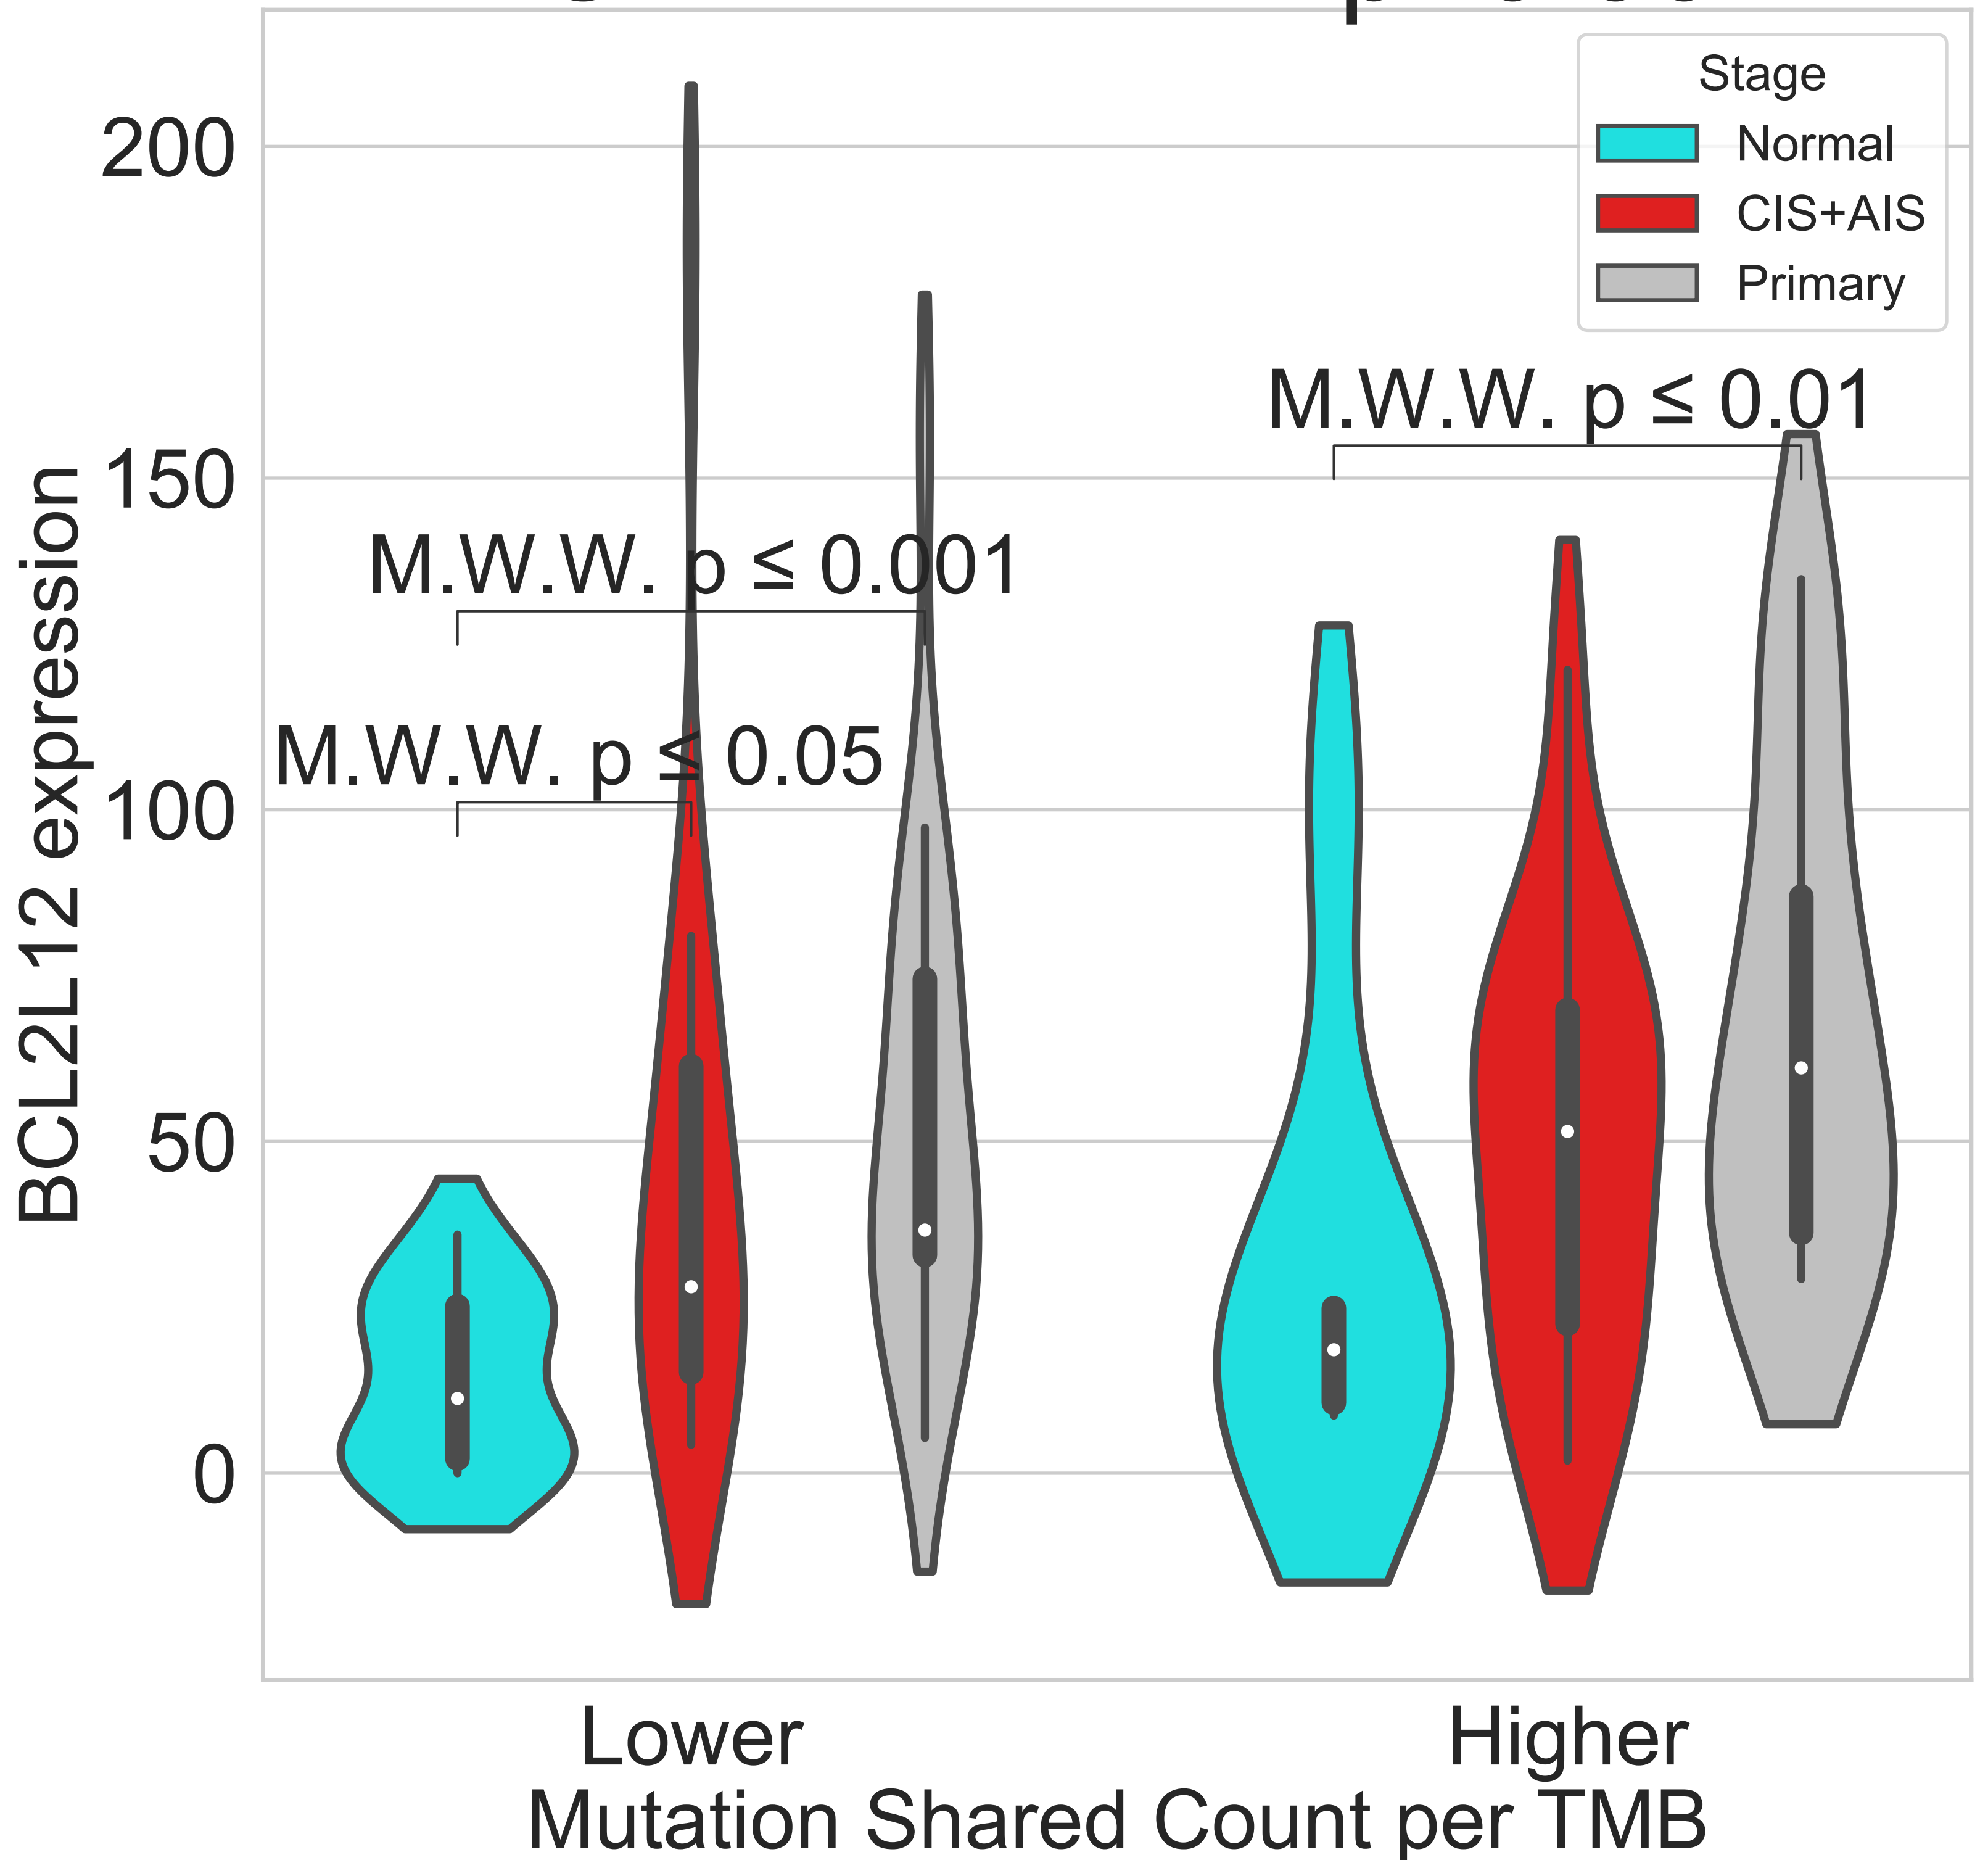 Stage
Normal
CIS+AIS
Primary
200
150
100
50
0
BCL2L12 expression
M.W.W. p ≤ 0.01
M.W.W. p ≤ 0.001
M.W.W. p ≤ 0.05
Lower
Higher
Mutation Shared Count per TMB